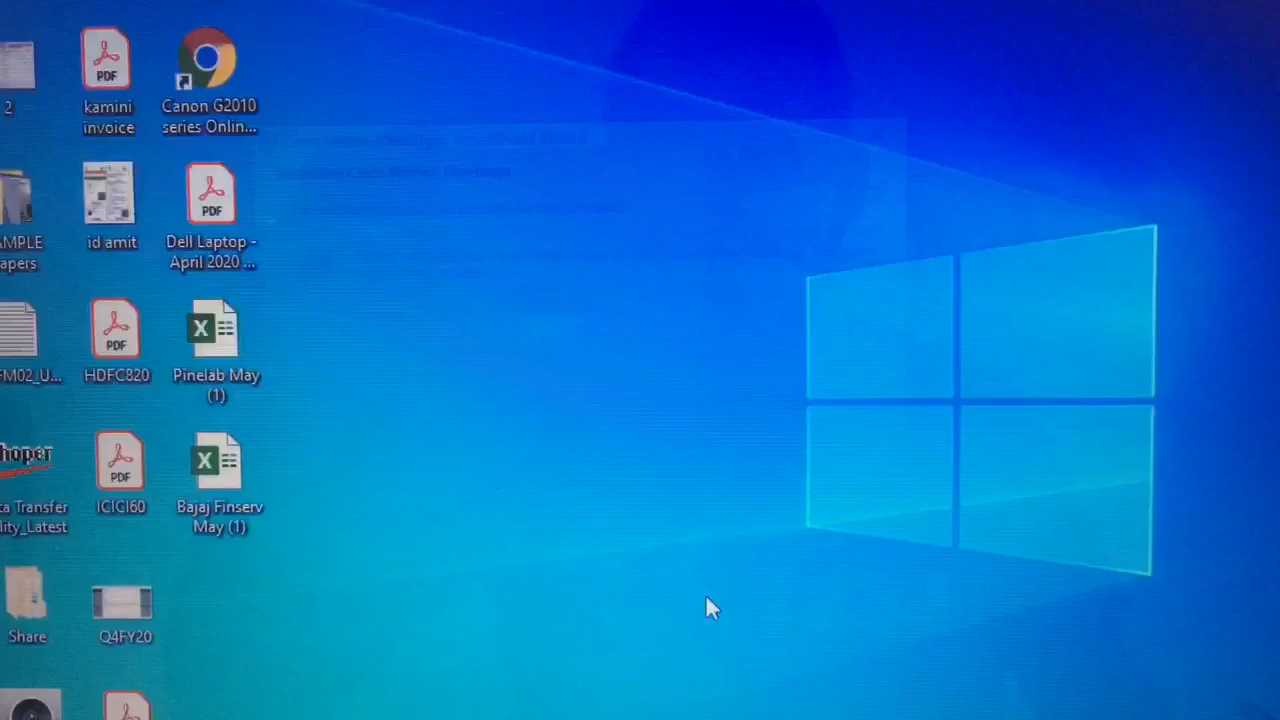 2
kamini
invoice
PDF
Canon G2010
series Onlin...
AMPLE
apers
id amit
PDF
Dell Laptop -
April 2020 ...
FM02_U...
PDF
HDFC820
X
Pinelab May
(1)
hoper
ta Transfer
lity_Latest
PDF
ICICI60
X
Bajaj Finserv
May (1)
Share
Q4FY20